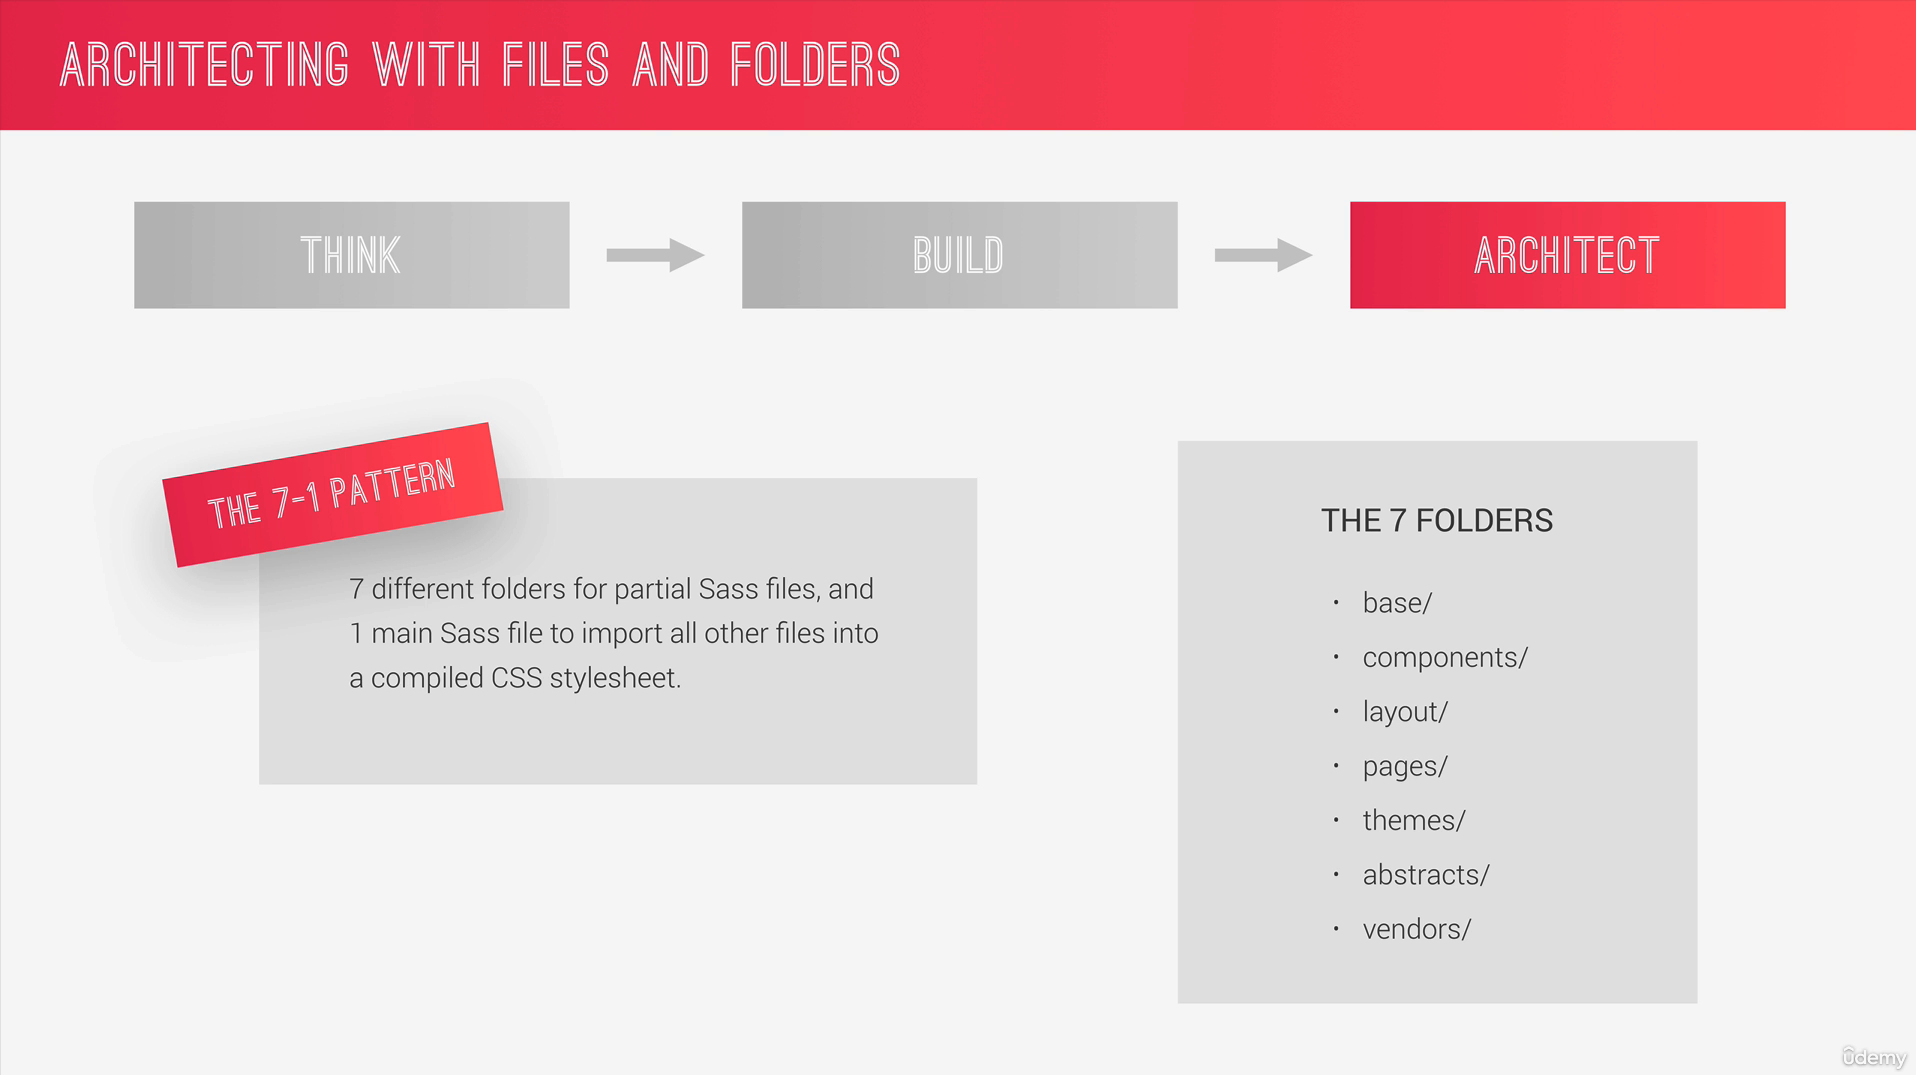 ARCHITECTING WITH FILES AND FOLDERS
THINK
BUILD
ARCHITECT
THE 7-1 PATTERN
7 different folders for partial Sass files, and
1 main Sass file to import all other files into
a compiled CSS stylesheet.
THE 7 FOLDERS
• base/
• components/
• layout/
• pages/
• themes/
• abstracts/
• vendors/
ûdemy